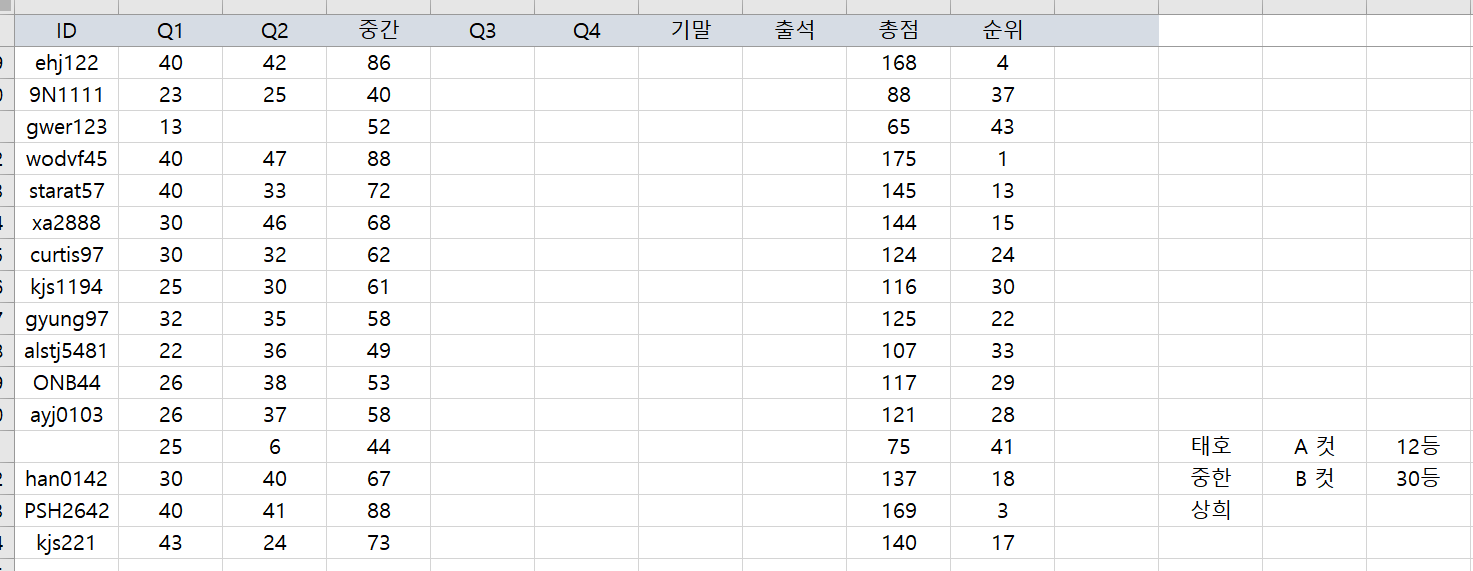 ID Q1 Q2 중간 Q3 Q4 기말 출석 총점 순위
ehj122 40 42 86 168 4
9N1111 23 25 40 88 37
gwer123 13 52 65 43
wodvf45 40 47 88 175 1
starat57 40 33 72 145 13
xa2888 30 46 68 144 15
curtis97 30 32 62 124 24
kjs1194 25 30 61 116 30
gyung97 32 35 58 125 22
alstj5481 22 36 49 107 33
ONB44 26 38 53 117 29
ayj0103 26 37 58 121 28
25 6 44 75 41 태호 A 컷 12등
han0142 30 40 67 137 18 중한 B 컷 30등
PSH2642 40 41 88 169 3 상희
kjs221 43 24 73 140 17